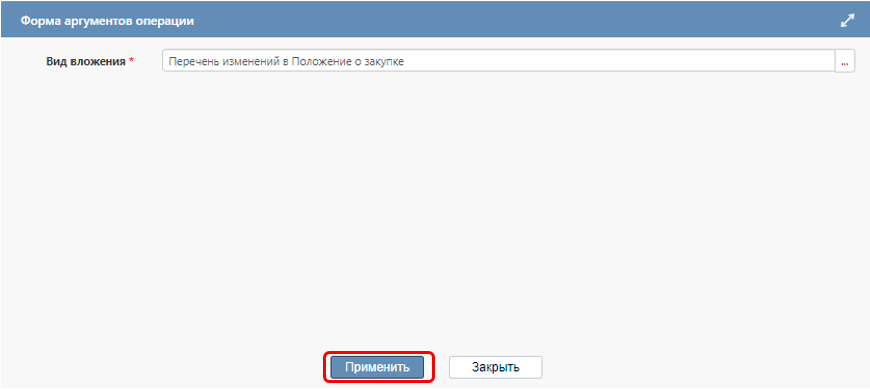 Форма аргументов операции
Вид вложения * Перечень изменений в Положение о закупке ...
Применить Закрыть